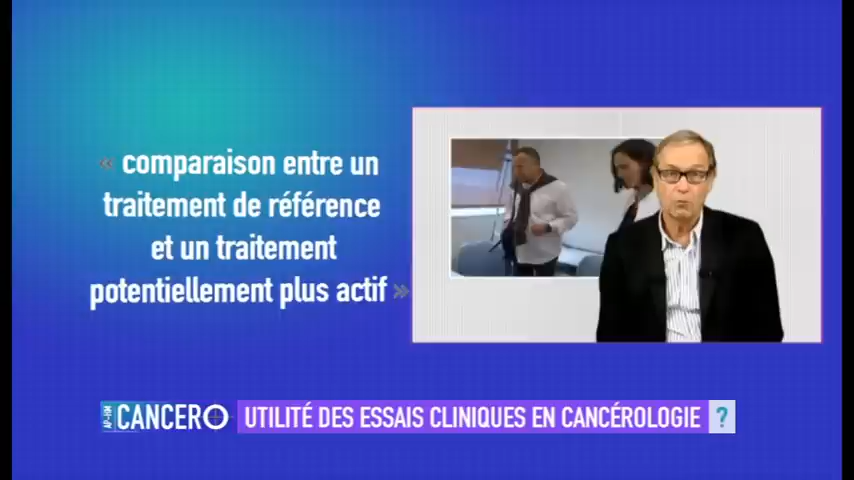 « comparaison entre un
traitement de référence
et un traitement
potentiellement plus actif »
AP-HM CANCERO UTILITÉ DES ESSAIS CLINIQUES EN CANCÉROLOGIE ?